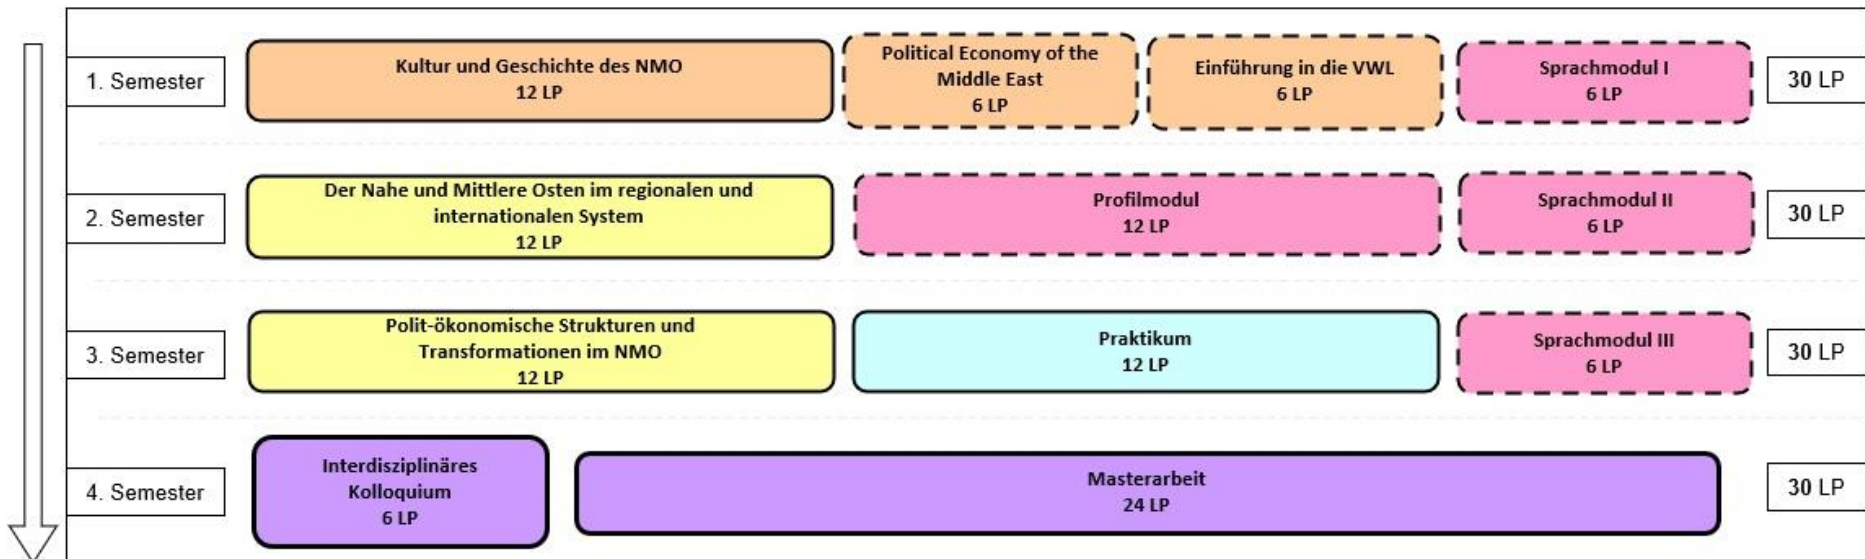 1. Semester
Kultur und Geschichte des NMO
12 LP
Political Economy of the
Middle East
6 LP
Einführung in die VWL
6 LP
Sprachmodul I
6 LP
30 LP
2. Semester
Der Nahe und Mittlere Osten im regionalen und
internationalen System
12 LP
Profilmodul
12 LP
Sprachmodul II
6 LP
30 LP
3. Semester
Polit-ökonomische Strukturen und
Transformationen im NMO
12 LP
Praktikum
12 LP
Sprachmodul III
6 LP
30 LP
4. Semester
Interdisziplinäres
Kolloquium
6 LP
Masterarbeit
24 LP
30 LP